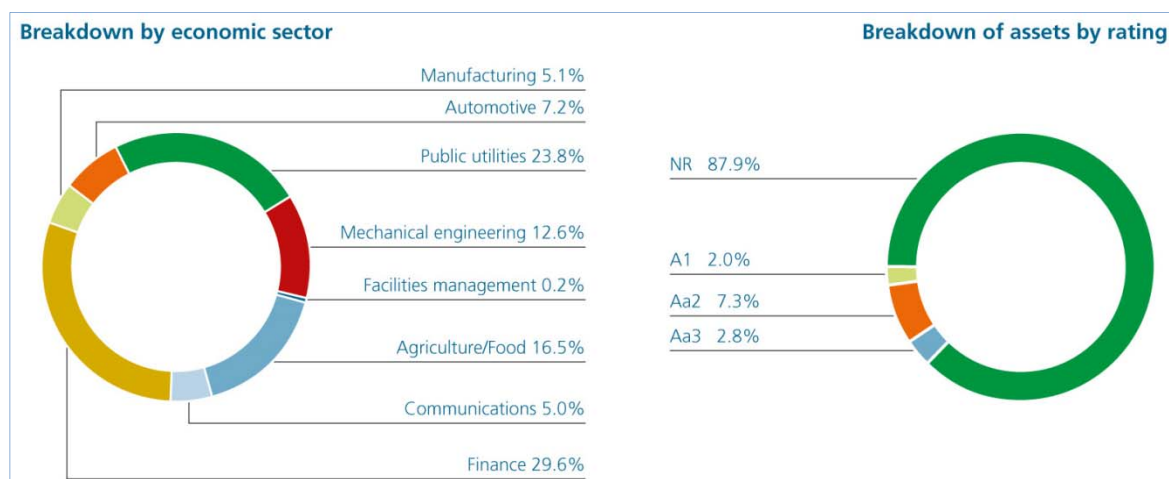 Breakdown by economic sector
Manufacturing 5.1%
Automotive 7.2%
Public utilities 23.8%
Mechanical engineering 12.6%
Facilities management 0.2%
Agriculture/Food 16.5%
Communications 5.0%
Finance 29.6%
Breakdown of assets by rating
NR 87.9%
A1 2.0%
Aa2 7.3%
Aa3 2.8%